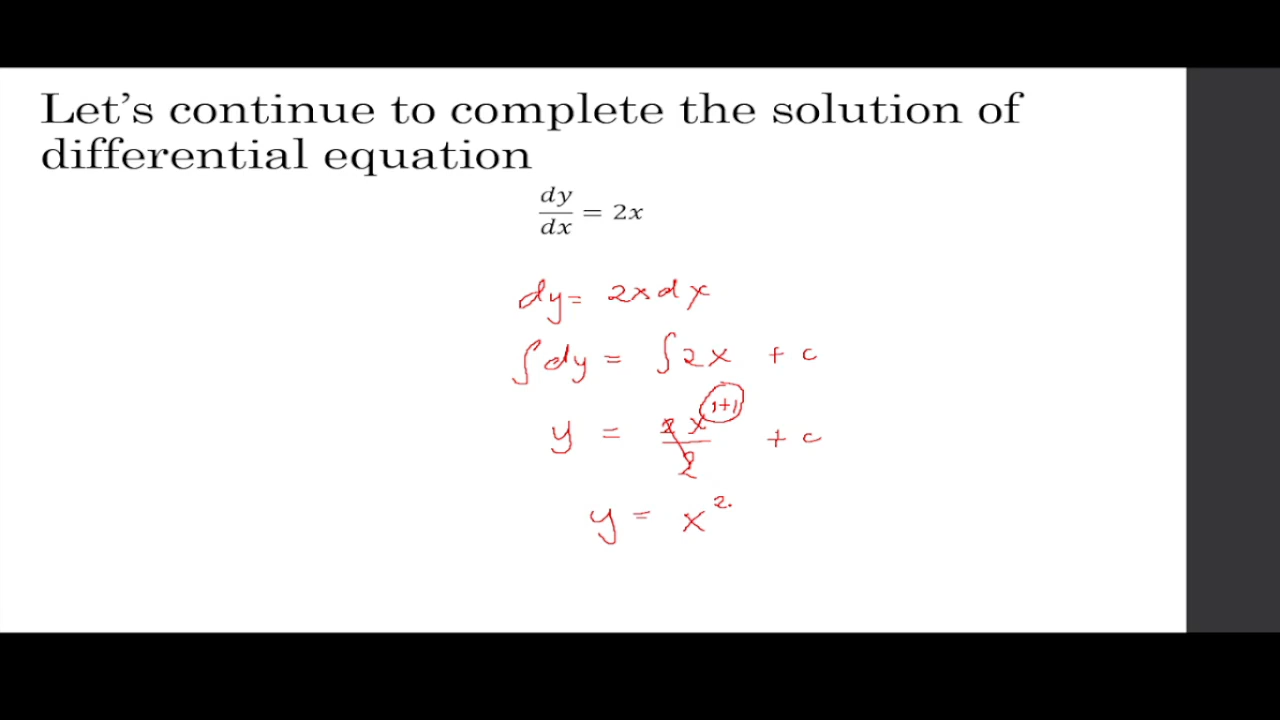 Let's continue to complete the solution of
differential equation
dy/dx = 2x
dy = 2x dx
∫dy = ∫2x + c
y = 2x^(1+1)/2 + c
y = x^2.